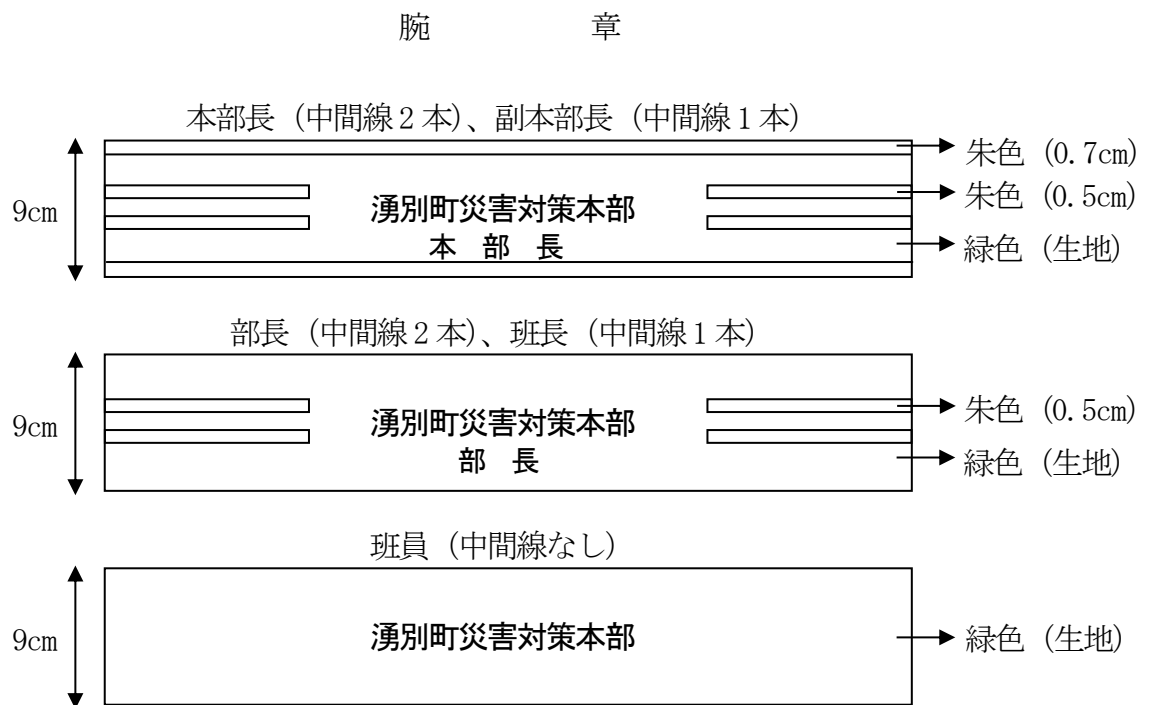 腕　章
本部長（中間線２本）、副本部長（中間線１本）
朱色（0.7cm）
朱色（0.5cm）
9cm
湧別町災害対策本部
本　部　長
緑色（生地）
部長（中間線２本）、班長（中間線１本）
朱色（0.5cm）
9cm
湧別町災害対策本部
部　長
緑色（生地）
班員（中間線なし）
9cm
湧別町災害対策本部
緑色（生地）